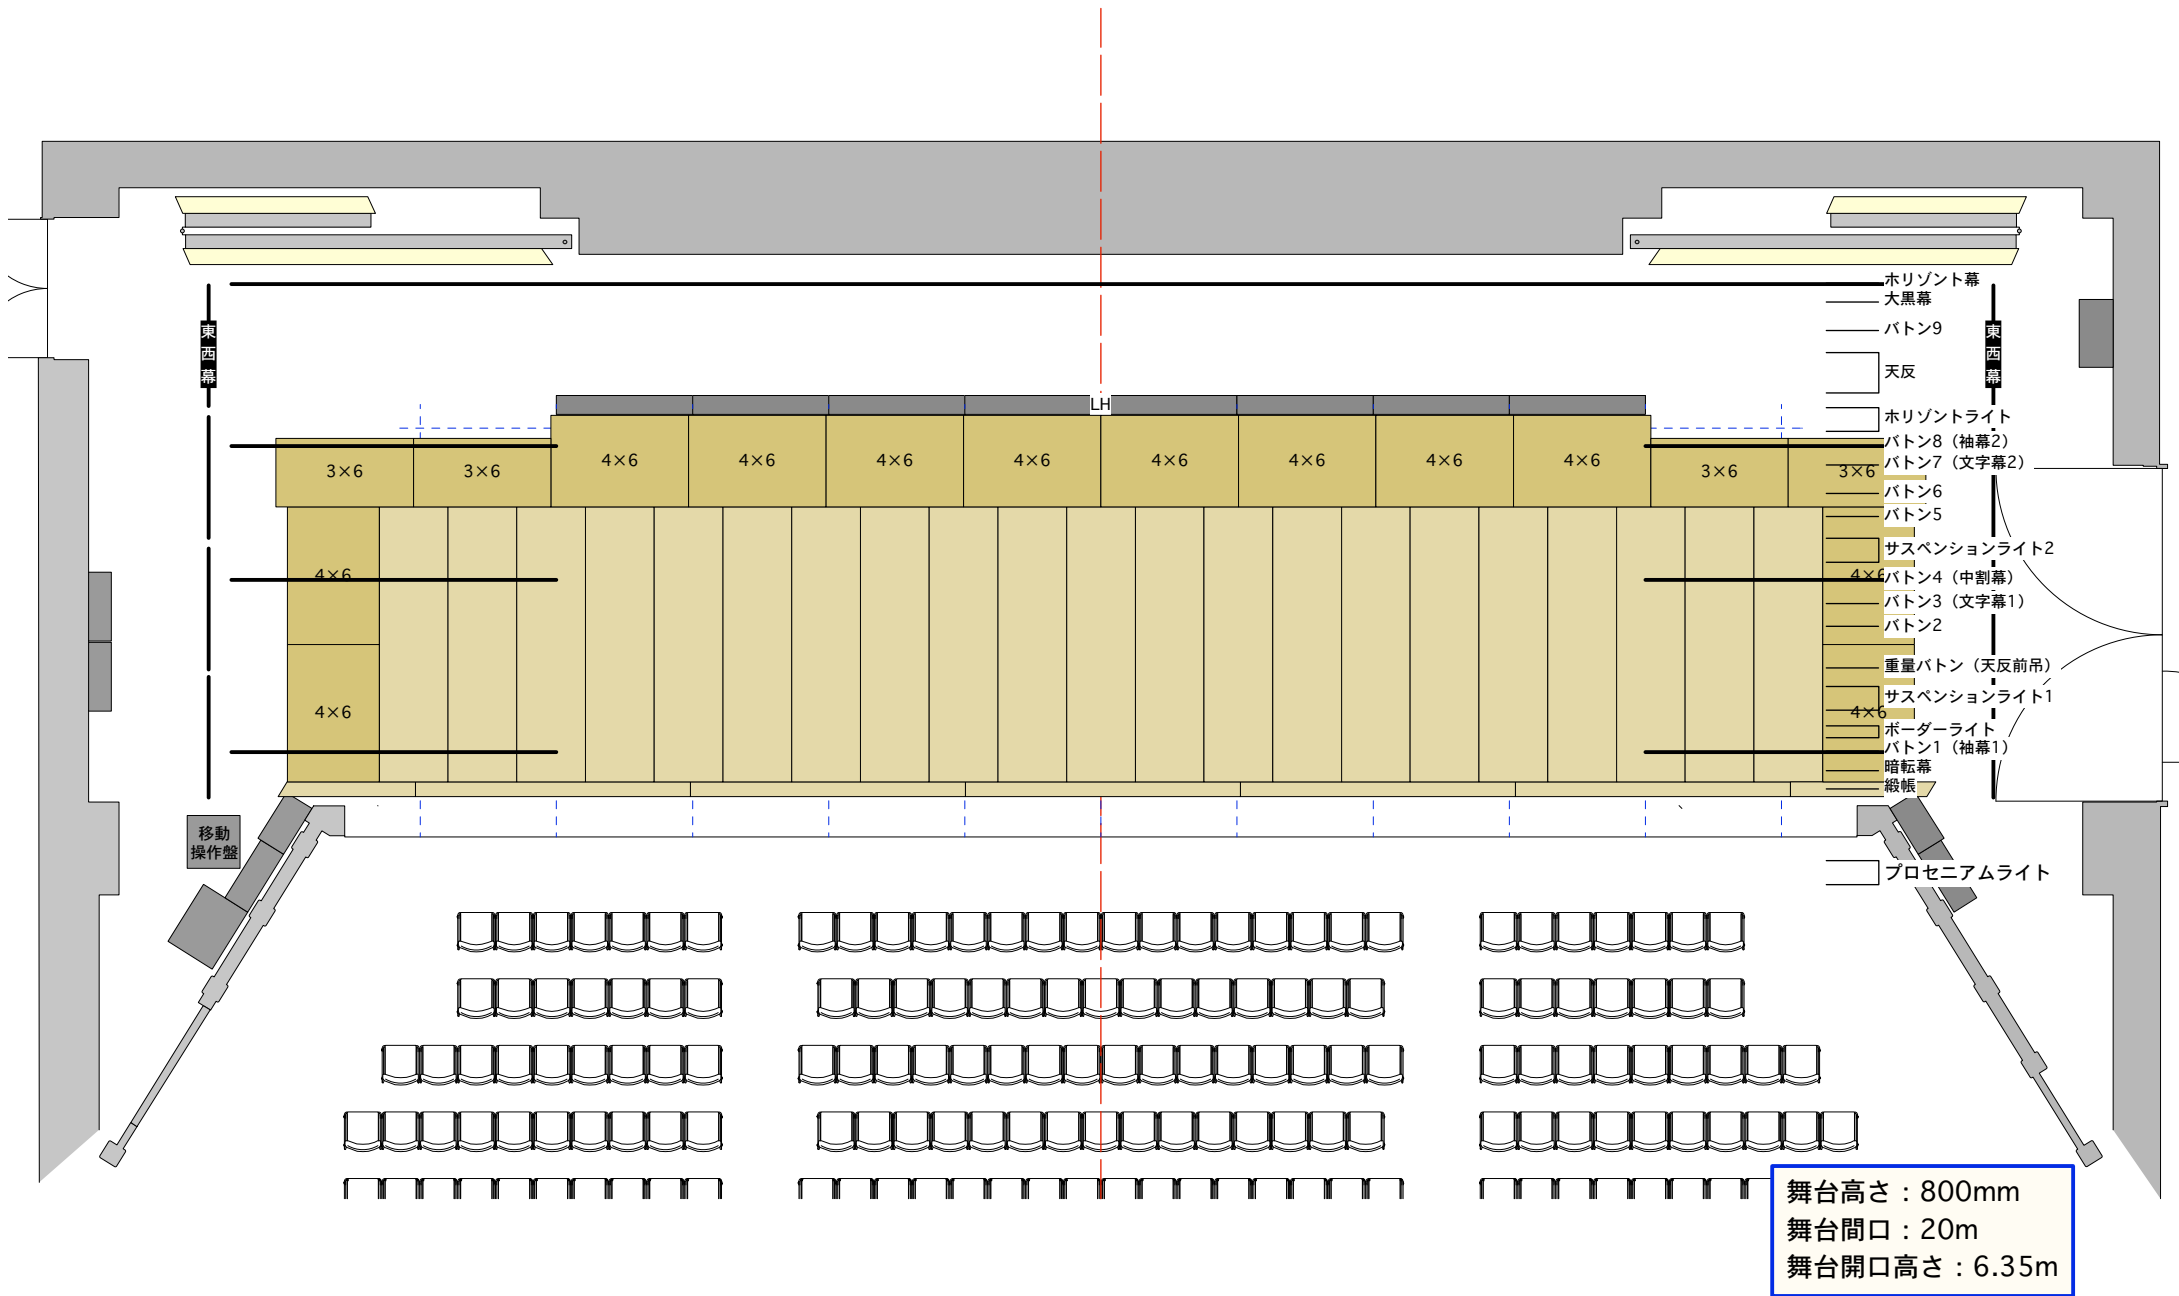 ホリゾント幕
大黒幕
バトン9
天反
LH
ホリゾントライト
バトン8（袖幕2）
バトン7（文字幕2）
バトン6
バトン5
サスペンションライト2
バトン4（中割幕）
バトン3（文字幕1）
バトン2
重量バトン（天反前吊）
サスペンションライト1
ボーダーライト
バトン1（袖幕1）
暗転幕
緞帳
プロセニアムライト
東
西
幕
東
西
幕
3×6
3×6
4×6
4×6
4×6
4×6
4×6
4×6
4×6
4×6
3×6
3×6
4×6
4×6
4×6
4×6
移動
操作盤
舞台高さ：800mm
舞台間口：20m
舞台開口高さ：6.35m